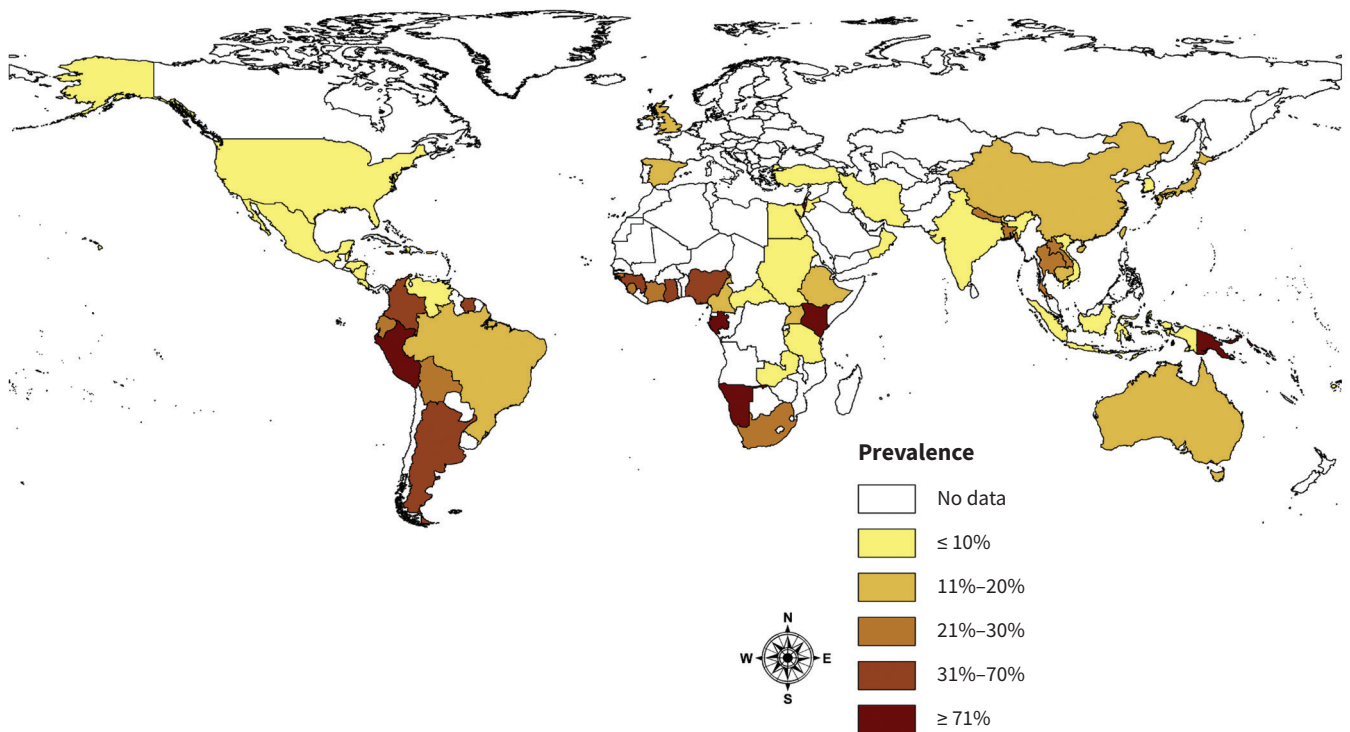 Prevalence
No data
≤ 10%
11%–20%
21%–30%
31%–70%
≥ 71%
N
W E
S